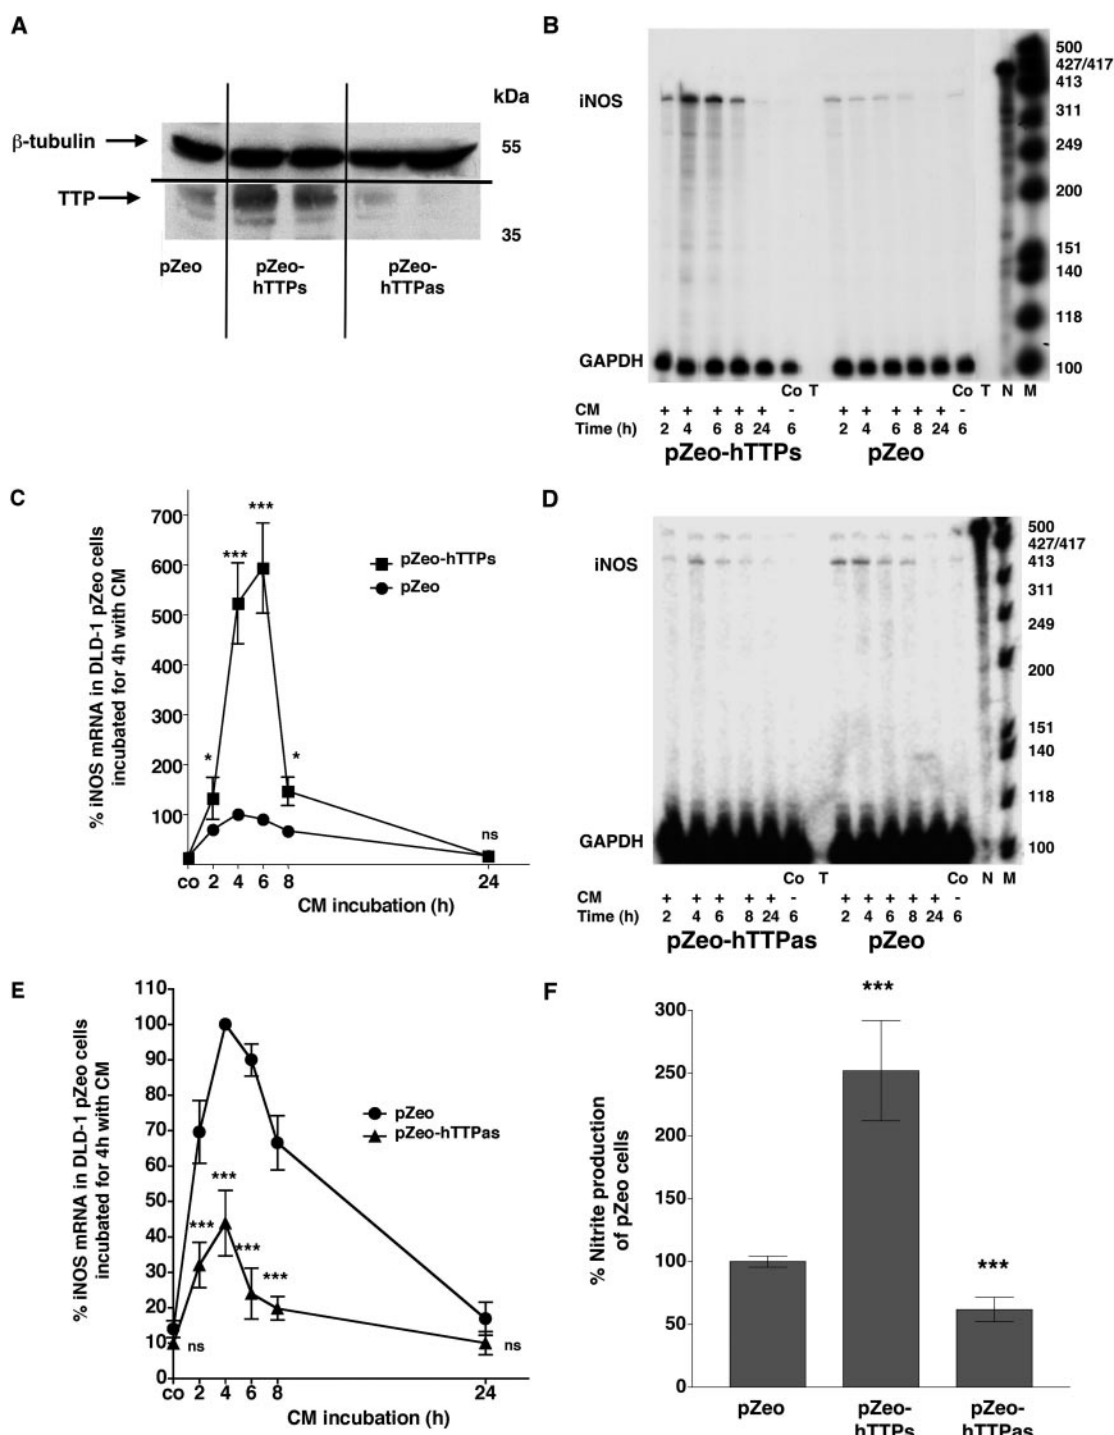 A
kDa
β-tubulin
55
TTP
35
pZeo
pZeo-
hTTPs
pZeo-
hTTPas
B
iNOS
GAPDH
500
427/417
413
311
249
200
151
140
118
100
Co T
Co T N M
CM + + + + + - + + + + + -
Time (h) 2 4 6 8 24 6 2 4 6 8 24 6
pZeo-hTTPs pZeo
C
% iNOS mRNA in DLD-1 pZeo cells
incubated for 4h with CM
700
600
500
400
300
200
100
***
***
*
*
ns
pZeo-hTTPs
pZeo
co 2 4 6 8 24
CM incubation (h)
D
iNOS
GAPDH
500
427/417
413
311
249
200
151
140
118
100
Co T
Co N M
CM + + + + + - + + + + + -
Time (h) 2 4 6 8 24 6 2 4 6 8 24 6
pZeo-hTTPas pZeo
E
% iNOS mRNA in DLD-1 pZeo cells
incubated for 4h with CM
110
100
90
80
70
60
50
40
30
20
10
0
pZeo
pZeo-hTTPas
***
***
***
***
ns
ns
co 2 4 6 8 24
CM incubation (h)
F
% Nitrite production
of pZeo cells
300
250
200
150
100
50
0
***
***
pZeo
pZeo-
hTTPs
pZeo-
hTTPas